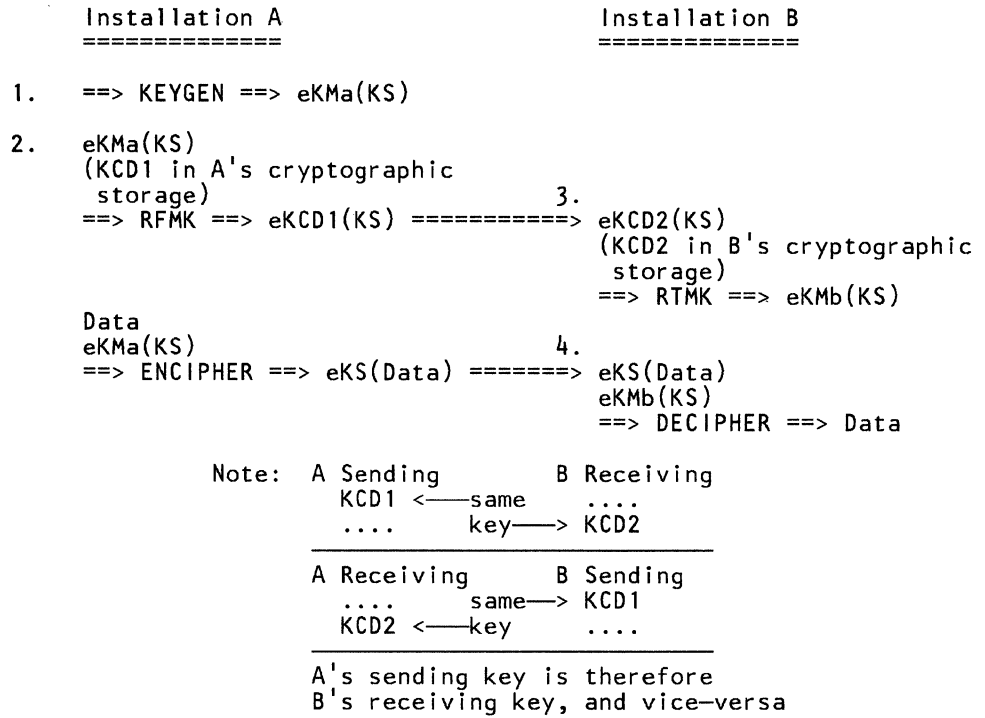 Installation A                    Installation B
==============                    ==============
1.   ==> KEYGEN ==> eKMa(KS)
2.   eKMa(KS)
(KCD1 in A's cryptographic
storage)                    3.
==> RFMK ==> eKCD1(KS) ===========> eKCD2(KS)
(KCD2 in B's cryptographic
storage)
==> RTMK ==> eKMb(KS)
Data
eKMa(KS)                    4.
==> ENCIPHER ==> eKS(Data) =======> eKS(Data)
eKMb(KS)
==> DECIPHER ==> Data
Note:  A Sending        B Receiving
KCD1 <——same    ....
....     key——> KCD2
A Receiving      B Sending
....     same—> KCD1
KCD2 <——key     ....
A's sending key is therefore
B's receiving key, and vice-versa